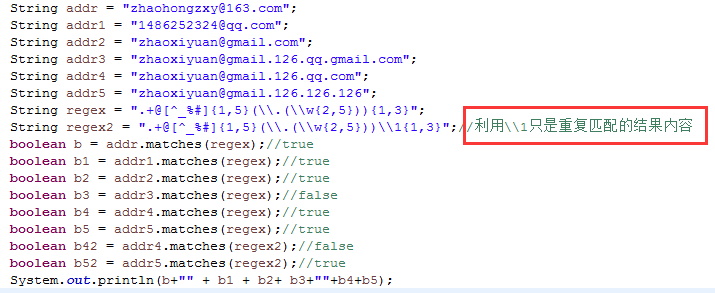 String addr = "zhaohongzxy@163.com";
String addr1 = "1486252324@qq.com";
String addr2 = "zhaoxiyuan@gmail.com";
String addr3 = "zhaoxiyuan@gmail.126.qq.gmail.com";
String addr4 = "zhaoxiyuan@gmail.126.qq.com";
String addr5 = "zhaoxiyuan@gmail.126.126.126";
String regex = ".+@[^_%#]{1,5}(\\.(\\w{2,5})){1,3}";
String regex2 = ".+@[^_%#]{1,5}(\\.(\\w{2,5}))\\1{1,3}";//利用\\1只是重复匹配的结果内容
boolean b = addr.matches(regex);//true
boolean b1 = addr1.matches(regex);//true
boolean b2 = addr2.matches(regex);//true
boolean b3 = addr3.matches(regex);//false
boolean b4 = addr4.matches(regex);//true
boolean b5 = addr5.matches(regex);//true
boolean b42 = addr4.matches(regex2);//false
boolean b52 = addr5.matches(regex2);//true
System.out.println(b+"" + b1 + b2+ b3+""+b4+b5);